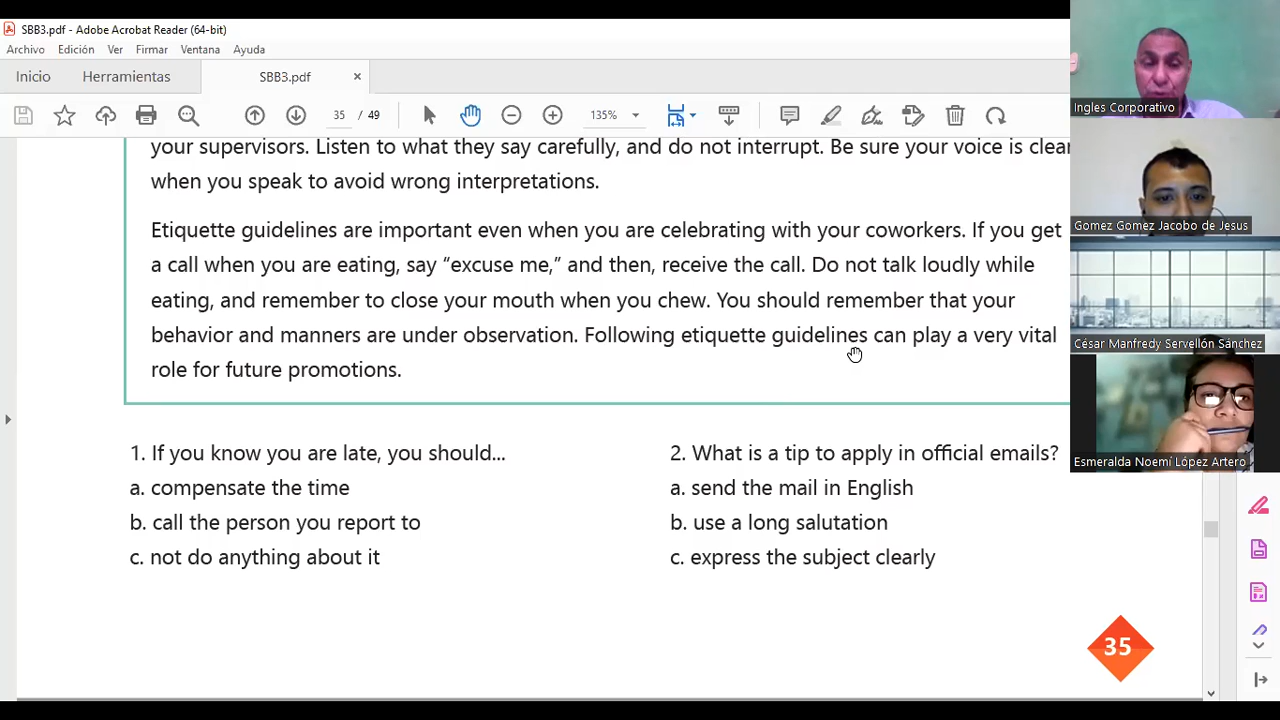 SBB3.pdf - Adobe Acrobat Reader (64-bit)
Archivo Edición Ver Firmar Ventana Ayuda
Inicio Herramientas SBB3.pdf ×
35 / 49 135%
your supervisors. Listen to what they say carefully, and do not interrupt. Be sure your voice is clear
when you speak to avoid wrong interpretations.
Etiquette guidelines are important even when you are celebrating with your coworkers. If you get
a call when you are eating, say “excuse me,” and then, receive the call. Do not talk loudly while
eating, and remember to close your mouth when you chew. You should remember that your
behavior and manners are under observation. Following etiquette guidelines can play a very vital
role for future promotions.
1. If you know you are late, you should...
a. compensate the time
b. call the person you report to
c. not do anything about it
2. What is a tip to apply in official emails?
a. send the mail in English
b. use a long salutation
c. express the subject clearly
35
Ingles Corporativo
Gomez Gomez Jacobo de Jesus
César Manfredy Servellón Sánchez
Esmeralda Noemí López Artero